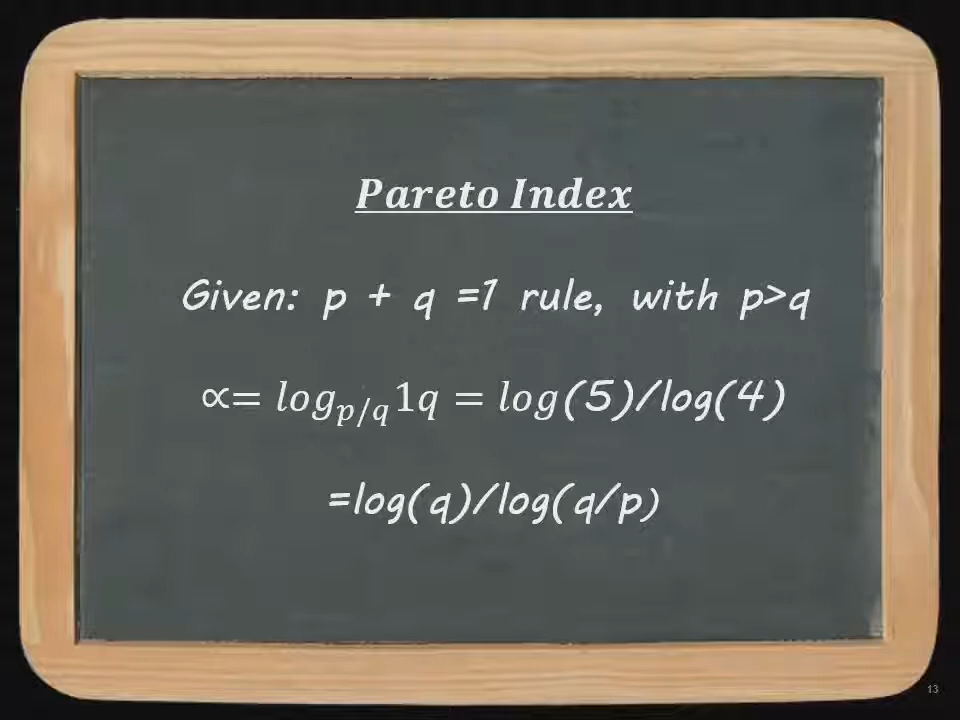 Pareto Index
Given: p + q =1 rule, with p>q
∝= log_{p/q}1q = log(5)/log(4)
=log(q)/log(q/p)
13